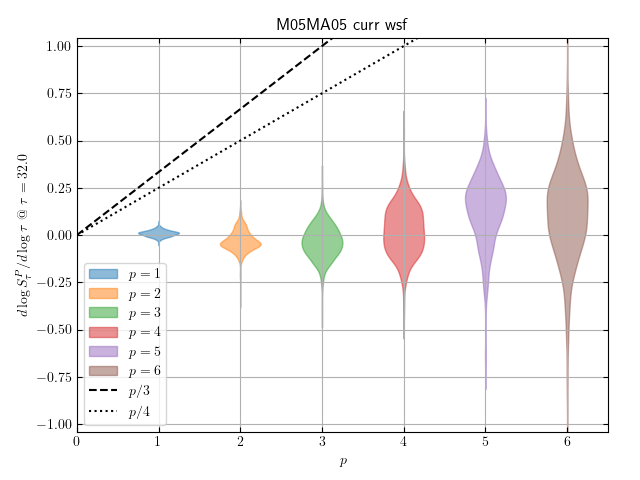 M05MA05 curr wsf
d log S_τ^P / d log τ @ τ = 32.0
1.00
0.75
0.50
0.25
0.00
−0.25
−0.50
−0.75
−1.00
p = 1
p = 2
p = 3
p = 4
p = 5
p = 6
p/3
p/4
0 1 2 3 4 5 6
p